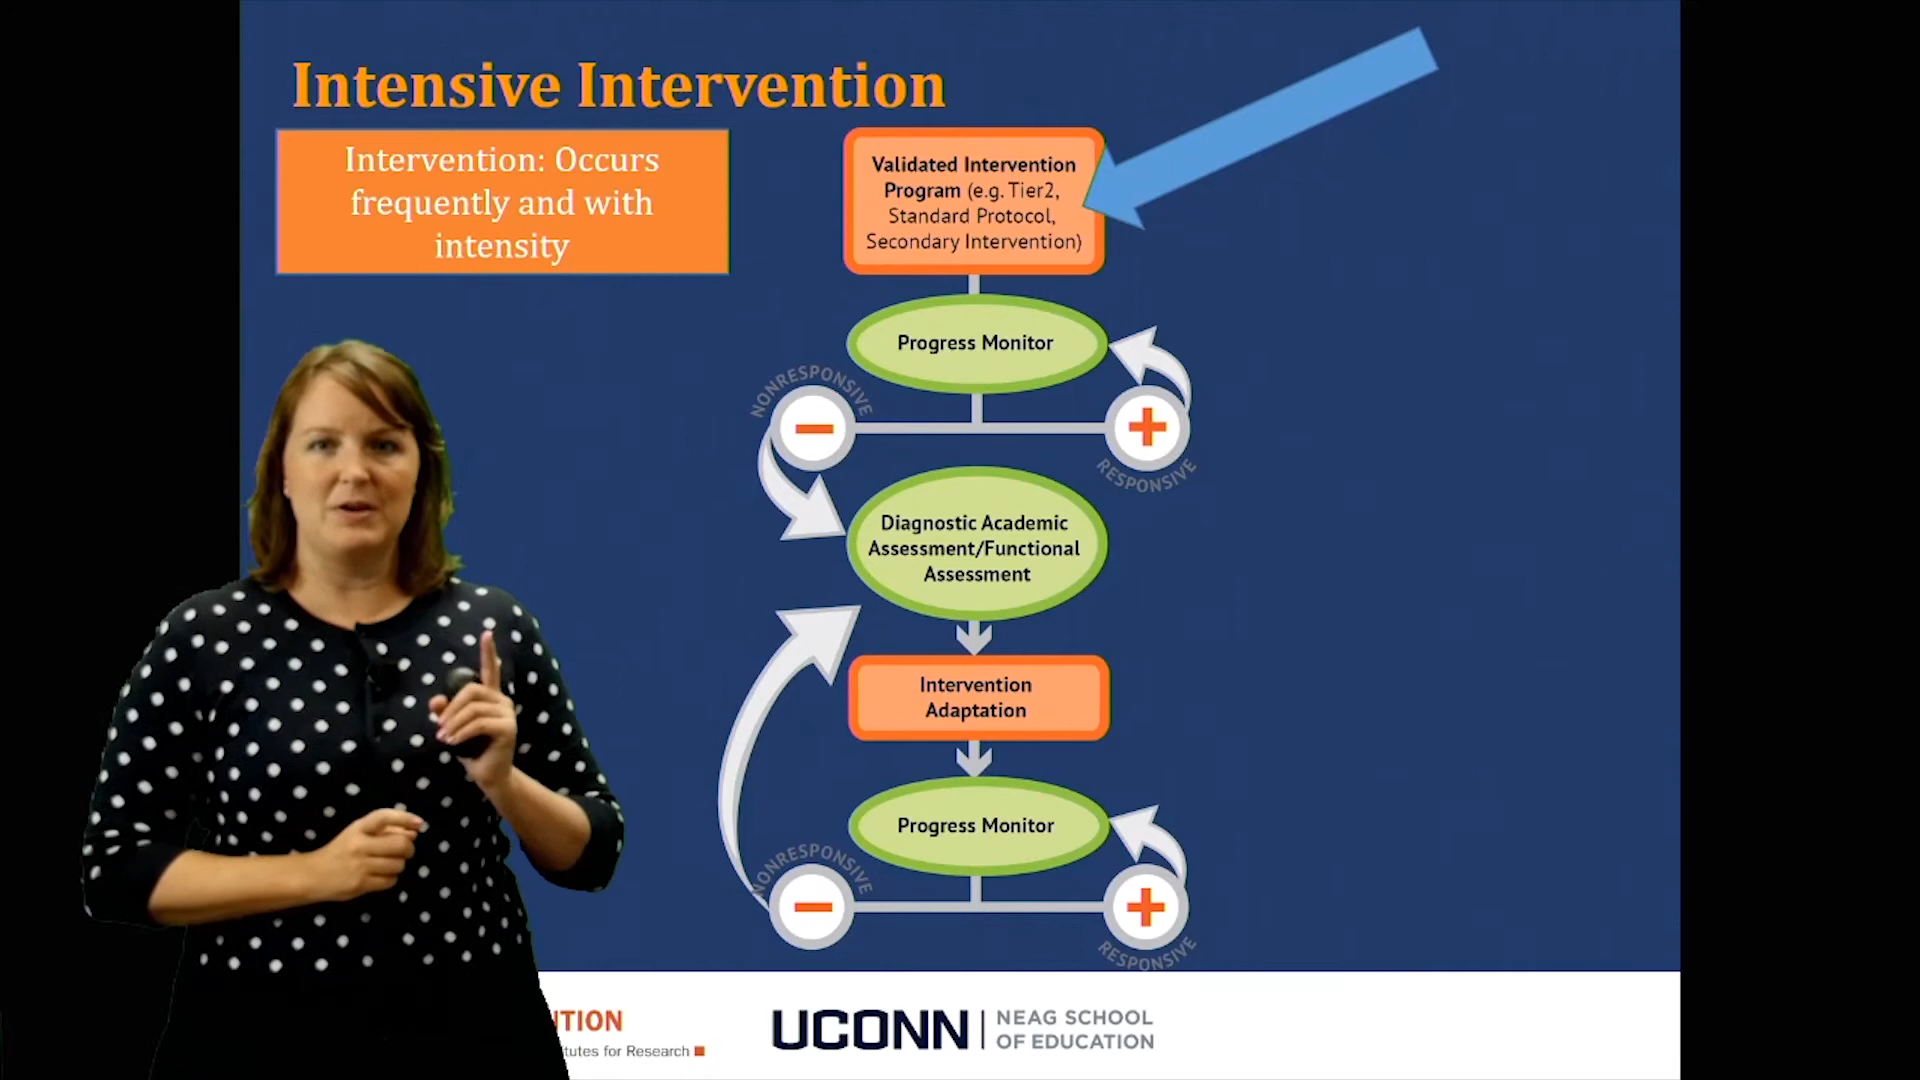 Intensive Intervention
Intervention: Occurs
frequently and with
intensity
Validated Intervention
Program (e.g. Tier2,
Standard Protocol,
Secondary Intervention)
Progress Monitor
NONRESPONSIVE
RESPONSIVE
Diagnostic Academic
Assessment/Functional
Assessment
Intervention
Adaptation
Progress Monitor
NONRESPONSIVE
RESPONSIVE
for Research
UCONN
NEAG SCHOOL
OF EDUCATION